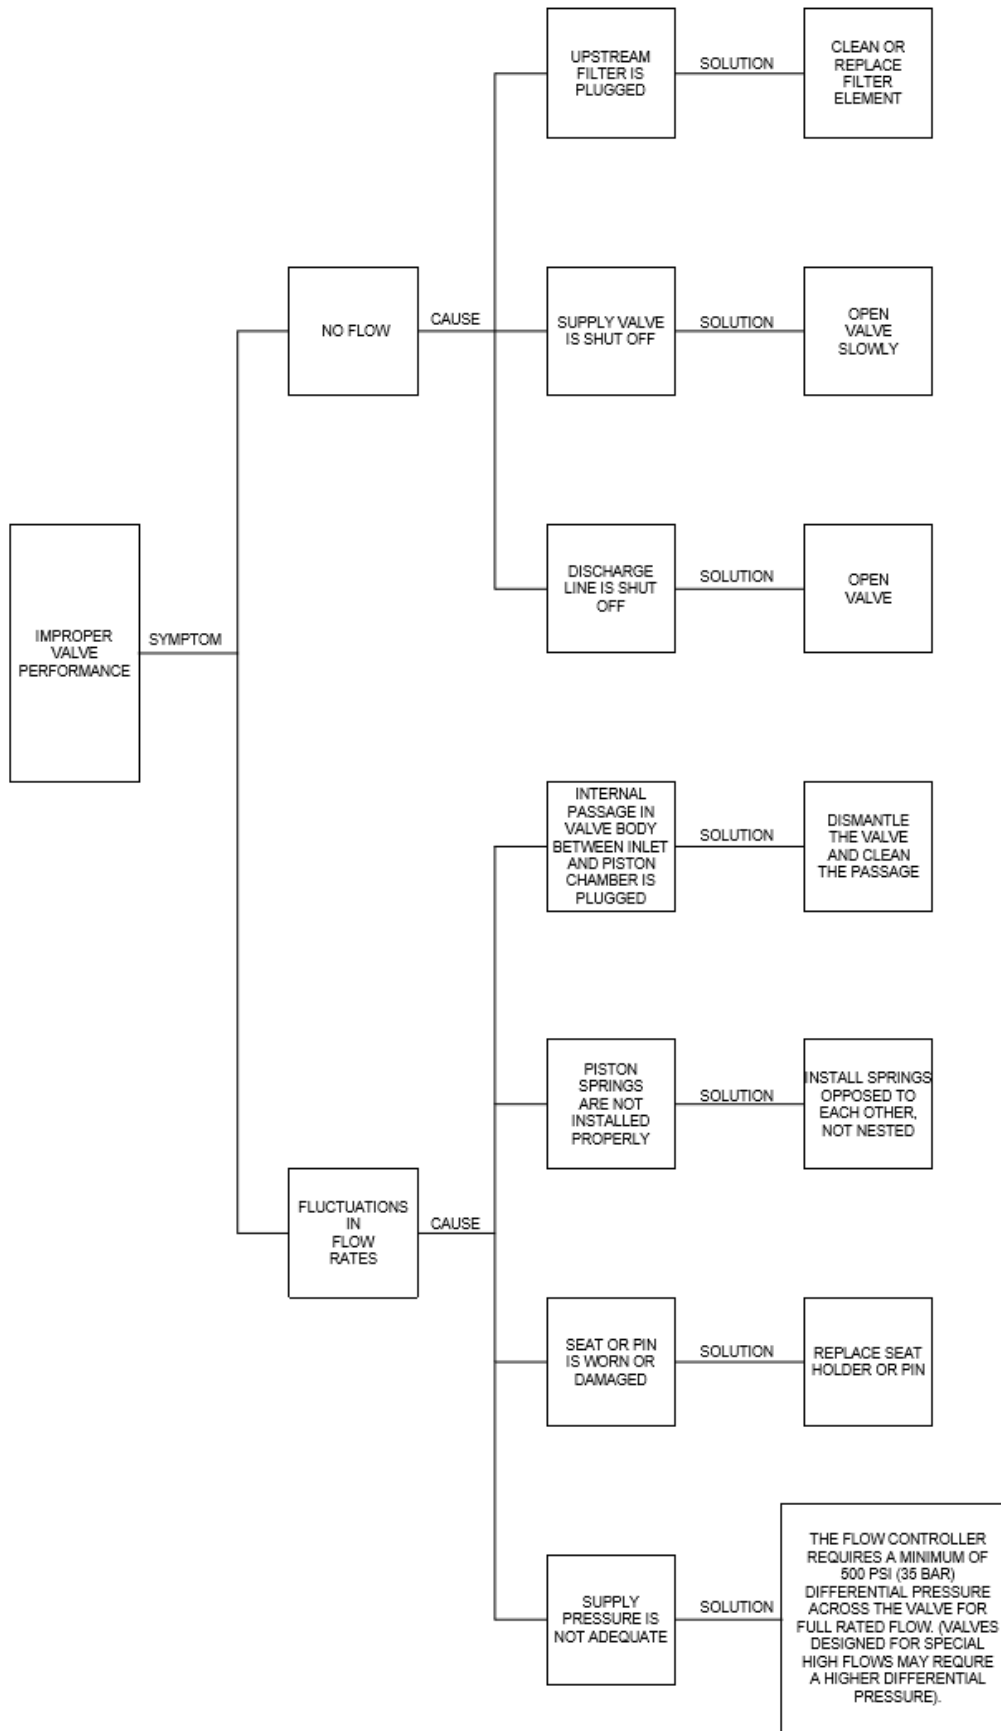 UPSTREAM
FILTER IS
PLUGGED
SOLUTION
CLEAN OR
REPLACE
FILTER
ELEMENT
NO FLOW
CAUSE
SUPPLY VALVE
IS SHUT OFF
SOLUTION
OPEN
VALVE
SLOWLY
DISCHARGE
LINE IS SHUT
OFF
SOLUTION
OPEN
VALVE
IMPROPER
VALVE
PERFORMANCE
SYMPTOM
INTERNAL
PASSAGE IN
VALVE BODY
BETWEEN INLET
AND PISTON
CHAMBER IS
PLUGGED
SOLUTION
DISMANTLE
THE VALVE
AND CLEAN
THE PASSAGE
PISTON
SPRINGS
ARE NOT
INSTALLED
PROPERLY
SOLUTION
INSTALL SPRINGS
OPPOSED TO
EACH OTHER,
NOT NESTED
FLUCTUATIONS
IN
FLOW
RATES
CAUSE
SEAT OR PIN
IS WORN OR
DAMAGED
SOLUTION
REPLACE SEAT
HOLDER OR PIN
SUPPLY
PRESSURE IS
NOT ADEQUATE
SOLUTION
THE FLOW CONTROLLER
REQUIRES A MINIMUM OF
500 PSI (35 BAR)
DIFFERENTIAL PRESSURE
ACROSS THE VALVE FOR
FULL RATED FLOW. (VALVES
DESIGNED FOR SPECIAL
HIGH FLOWS MAY REQURE
A HIGHER DIFFERENTIAL
PRESSURE).